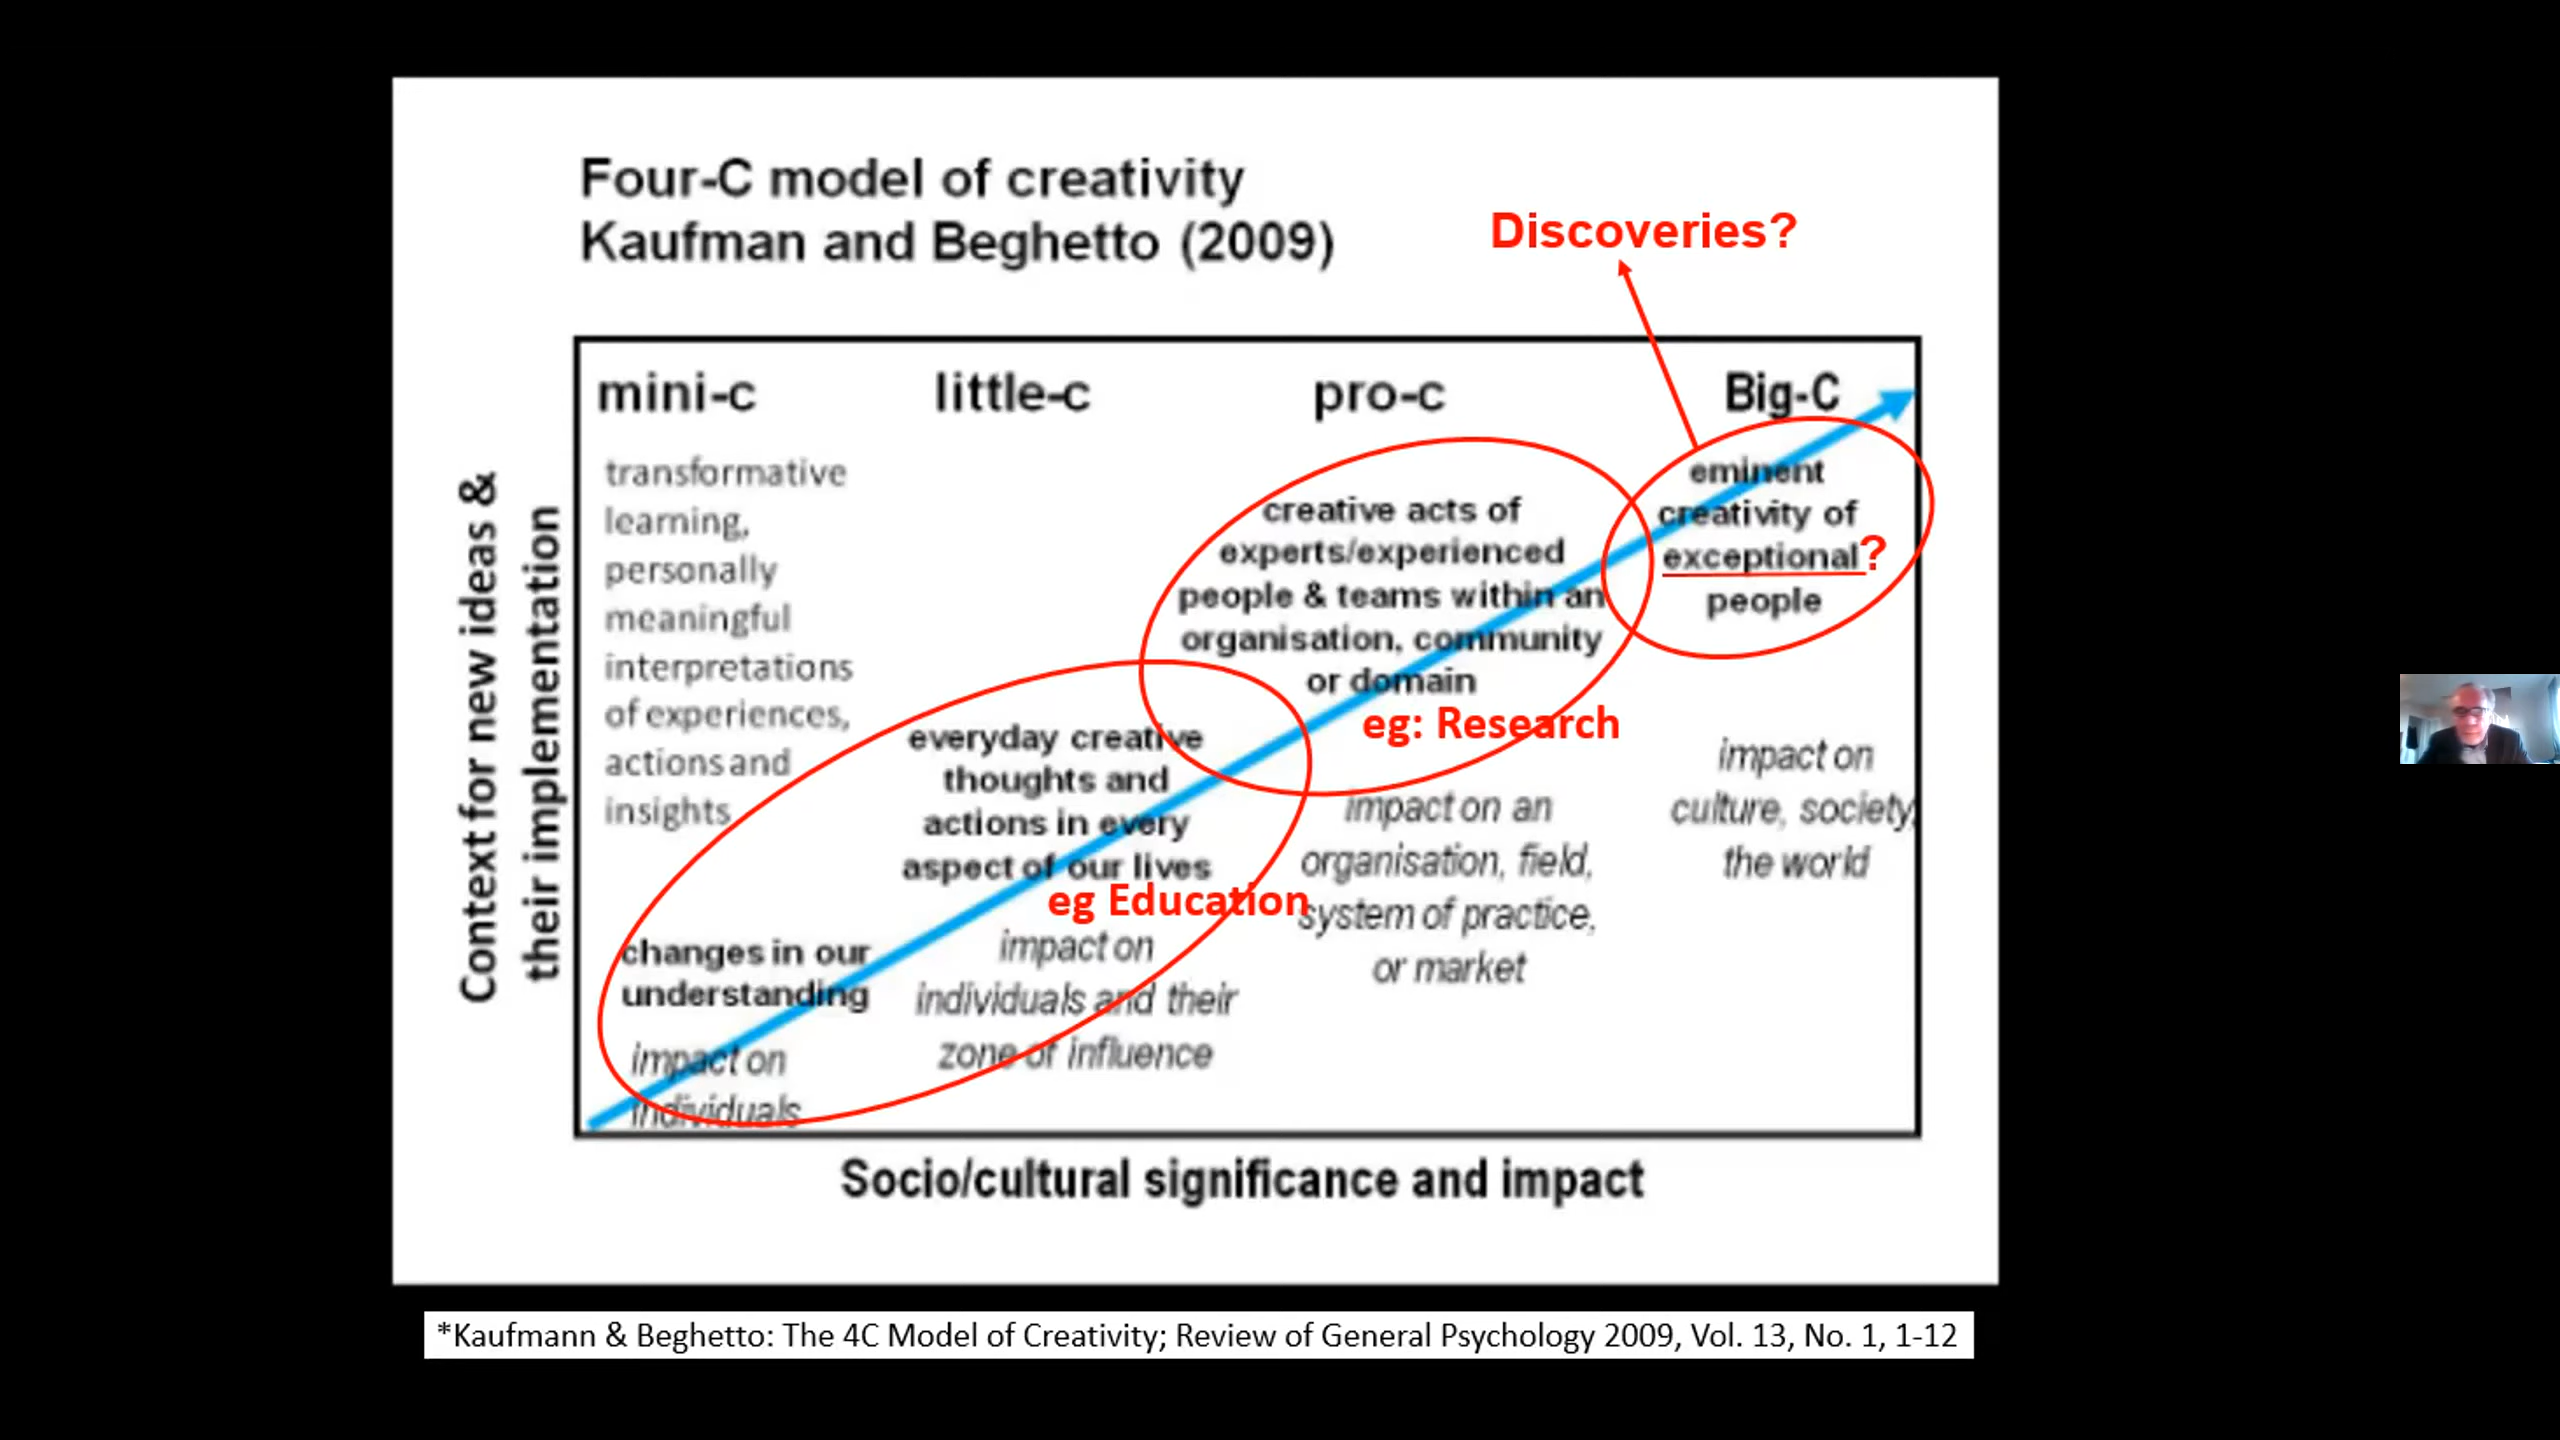 Four-C model of creativity
Kaufman and Beghetto (2009)
Discoveries?
Context for new ideas &
their implementation
mini-c
transformative
learning,
personally
meaningful
interpretations
of experiences,
actions and
insights
changes in our
understanding
impact on
individuals
little-c
everyday creative
thoughts and
actions in every
aspect of our lives
eg Education
impact on
individuals and their
zone of influence
pro-c
creative acts of
experts/experienced
people & teams within an
organisation, community
or domain
eg: Research
impact on an
organisation, field,
system of practice,
or market
Big-C
eminent
creativity of
exceptional?
people
impact on
culture, society,
the world
Socio/cultural significance and impact
*Kaufmann & Beghetto: The 4C Model of Creativity; Review of General Psychology 2009, Vol. 13, No. 1, 1-12